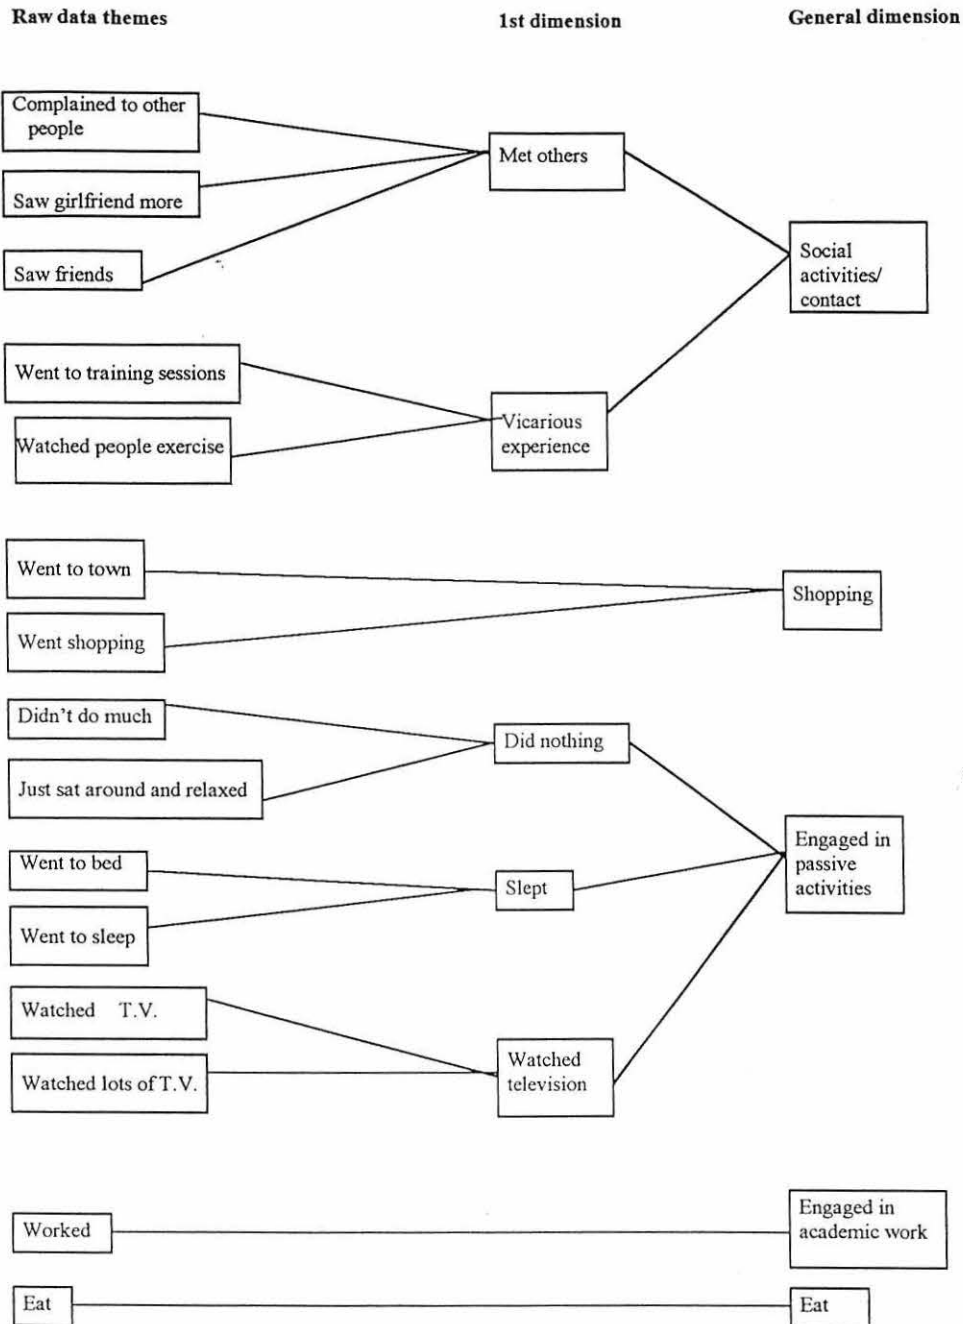 Raw data themes
1st dimension
General dimension
Complained to other
people
Saw girlfriend more
Saw friends
Met others
Social
activities/
contact
Went to training sessions
Watched people exercise
Vicarious
experience
Went to town
Went shopping
Shopping
Didn't do much
Just sat around and relaxed
Did nothing
Went to bed
Went to sleep
Slept
Engaged in
passive
activities
Watched T.V.
Watched lots of T.V.
Watched
television
Worked
Engaged in
academic work
Eat
Eat